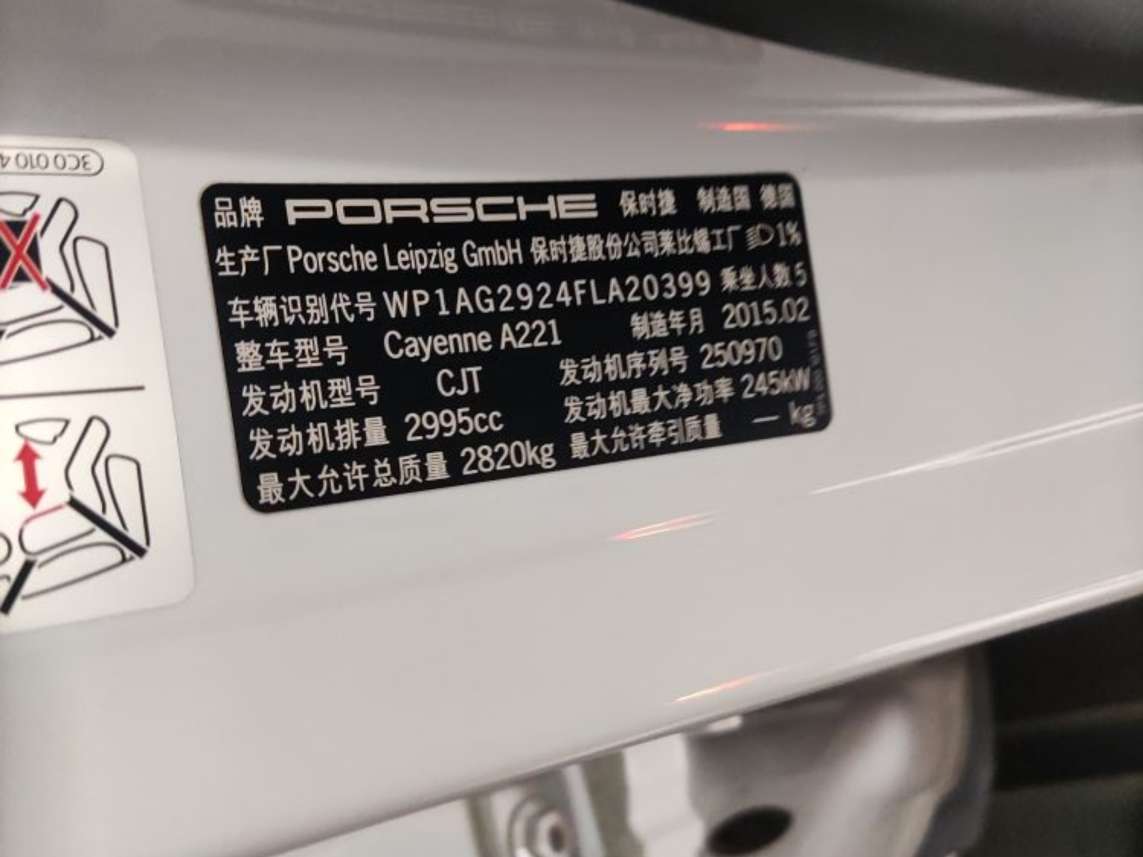 3C0 010 4
品牌 PORSCHE 保时捷 制造国 德国
生产厂 Porsche Leipzig GmbH 保时捷股份公司莱比锡工厂 1%
车辆识别代号 WP1AG2924FLA20399 乘坐人数 5
整车型号 Cayenne A221 制造年月 2015.02
发动机型号 CJT 发动机序列号 250970
发动机排量 2995cc 发动机最大净功率 245kW
最大允许总质量 2820kg 最大允许牵引质量 — kg